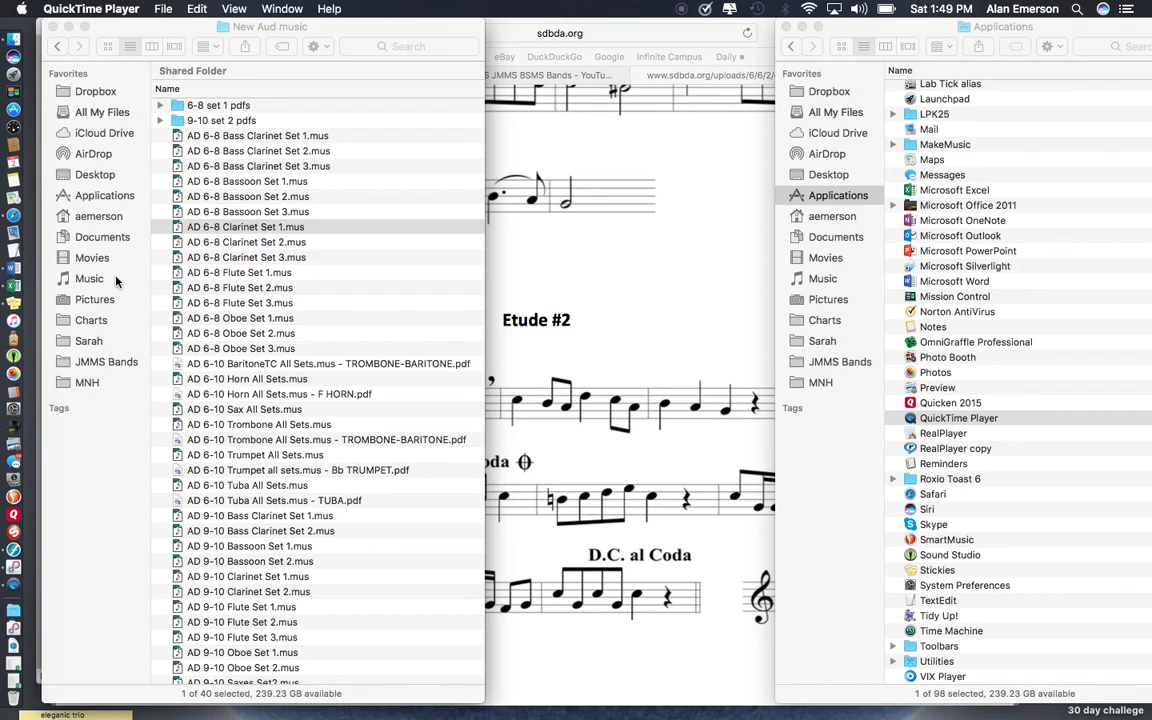 QuickTime Player File Edit View Window Help Sat 1:49 PM Alan Emerson
New Aud music
Search
Favorites
Dropbox
All My Files
iCloud Drive
AirDrop
Desktop
Applications
aemerson
Documents
Movies
Music
Pictures
Charts
Sarah
JMMS Bands
MNH
Tags
Shared Folder
Name
6-8 set 1 pdfs
9-10 set 2 pdfs
AD 6-8 Bass Clarinet Set 1.mus
AD 6-8 Bass Clarinet Set 2.mus
AD 6-8 Bass Clarinet Set 3.mus
AD 6-8 Bassoon Set 1.mus
AD 6-8 Bassoon Set 2.mus
AD 6-8 Bassoon Set 3.mus
AD 6-8 Clarinet Set 1.mus
AD 6-8 Clarinet Set 2.mus
AD 6-8 Clarinet Set 3.mus
AD 6-8 Flute Set 1.mus
AD 6-8 Flute Set 2.mus
AD 6-8 Flute Set 3.mus
AD 6-8 Oboe Set 1.mus
AD 6-8 Oboe Set 2.mus
AD 6-8 Oboe Set 3.mus
AD 6-10 BaritoneTC All Sets.mus - TROMBONE-BARITONE.pdf
AD 6-10 Horn All Sets.mus
AD 6-10 Horn All Sets.mus - F HORN.pdf
AD 6-10 Sax All Sets.mus
AD 6-10 Trombone All Sets.mus
AD 6-10 Trombone All Sets.mus - TROMBONE-BARITONE.pdf
AD 6-10 Trumpet All Sets.mus
AD 6-10 Trumpet all sets.mus - Bb TRUMPET.pdf
AD 6-10 Tuba All Sets.mus
AD 6-10 Tuba All Sets.mus - TUBA.pdf
AD 9-10 Bass Clarinet Set 1.mus
AD 9-10 Bass Clarinet Set 2.mus
AD 9-10 Bassoon Set 1.mus
AD 9-10 Bassoon Set 2.mus
AD 9-10 Clarinet Set 1.mus
AD 9-10 Clarinet Set 2.mus
AD 9-10 Flute Set 1.mus
AD 9-10 Flute Set 2.mus
AD 9-10 Flute Set 3.mus
AD 9-10 Oboe Set 1.mus
AD 9-10 Oboe Set 2.mus
AD 9-10 Saxes Set2.mus
1 of 40 selected, 239.23 GB available
eleganic trio
sdbda.org
eBay DuckDuckGo Google Infinite Campus Daily
S JMMS BSMS Bands - YouTu... www.sdbda.org/uploads/6/6/2/
Etude #2
oda
D.C. al Coda
Applications
Search
Favorites
Dropbox
All My Files
iCloud Drive
AirDrop
Desktop
Applications
aemerson
Documents
Movies
Music
Pictures
Charts
Sarah
JMMS Bands
MNH
Tags
Name
Lab Tick alias
Launchpad
LPK25
Mail
MakeMusic
Maps
Messages
Microsoft Excel
Microsoft Office 2011
Microsoft OneNote
Microsoft Outlook
Microsoft PowerPoint
Microsoft Silverlight
Microsoft Word
Mission Control
Norton AntiVirus
Notes
OmniGraffle Professional
Photo Booth
Photos
Preview
Quicken 2015
QuickTime Player
RealPlayer
RealPlayer copy
Reminders
Roxio Toast 6
Safari
Siri
Skype
SmartMusic
Sound Studio
Stickies
System Preferences
TextEdit
Tidy Up!
Time Machine
Toolbars
Utilities
VIX Player
1 of 98 selected, 239.23 GB available
30 day challege